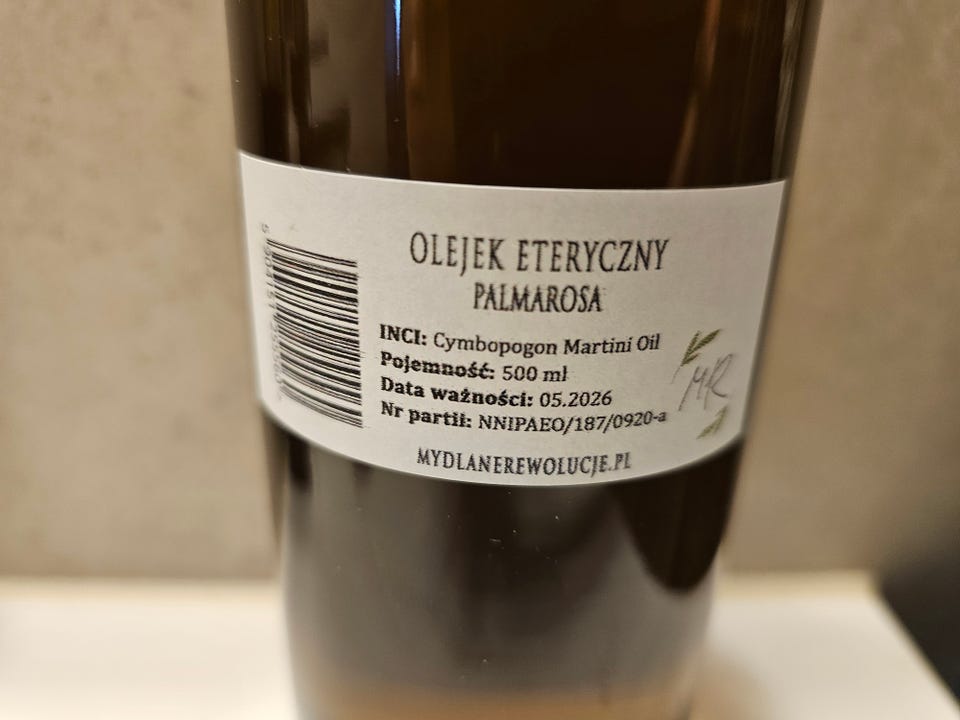 OLEJEK ETERYCZNY
PALMAROSA
INCI: Cymbopogon Martini Oil
Pojemność: 500 ml
Data ważności: 05.2026
Nr partii: NNIPAEO/187/0920-a
MR
MYDLANEREWOLUCJE.PL